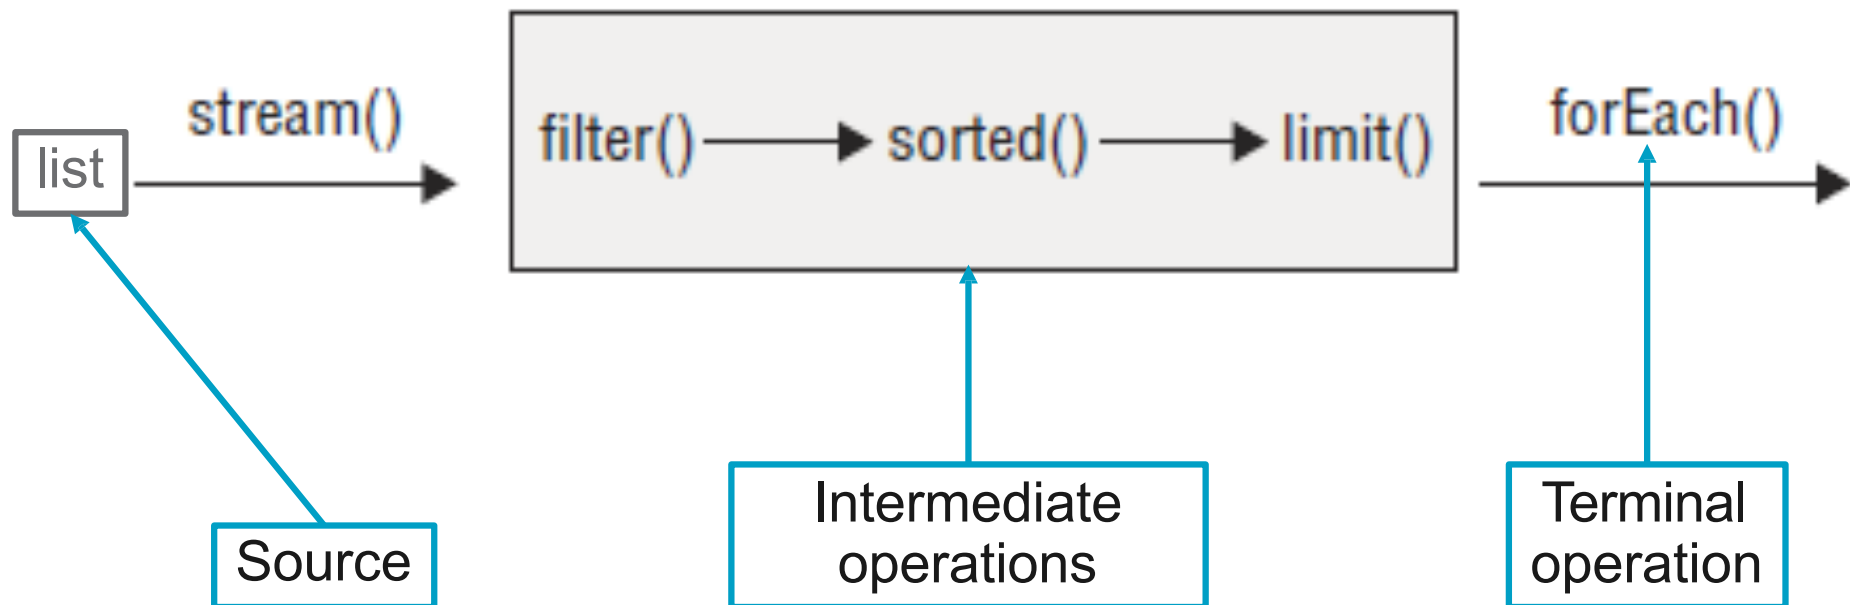 list
stream()
filter()
sorted()
limit()
forEach()
Source
Intermediate
operations
Terminal
operation